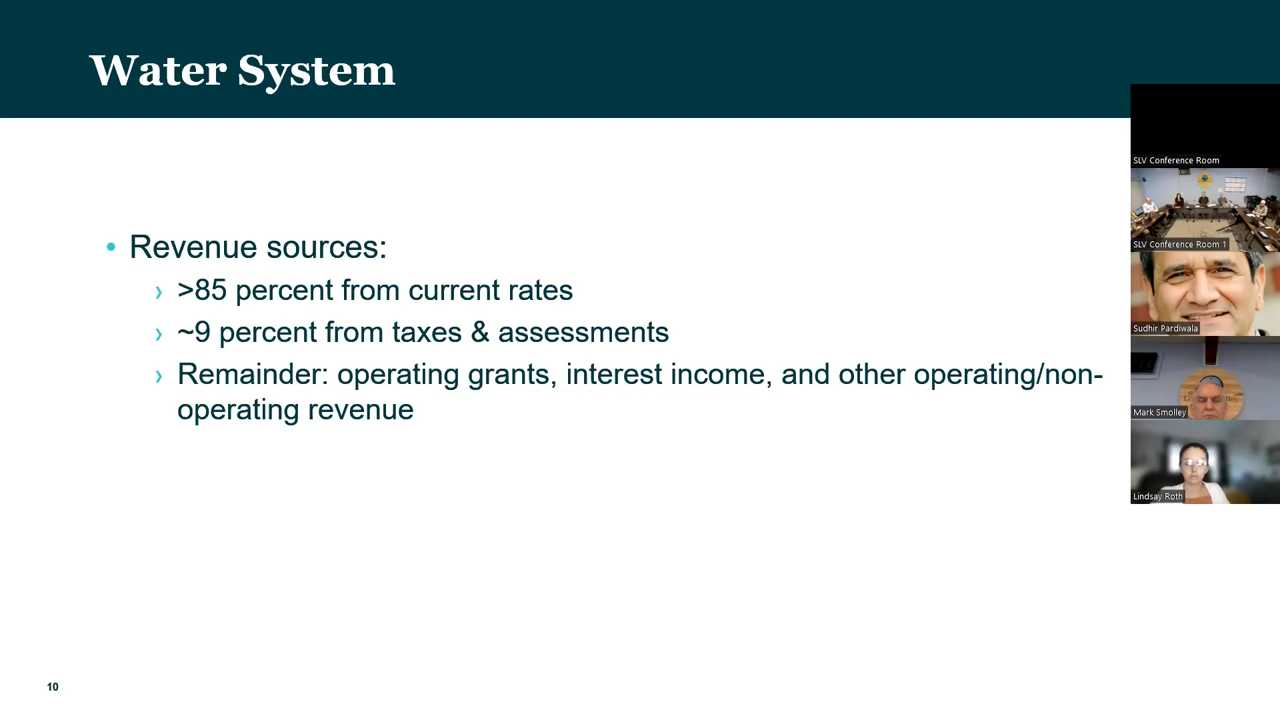 Water System
SLV Conference Room
• Revenue sources:
› >85 percent from current rates
› ~9 percent from taxes & assessments
› Remainder: operating grants, interest income, and other operating/non-
operating revenue
SLV Conference Room 1
Sudhir Pardiwala
Mark Smolley
Lindsay Roth
10